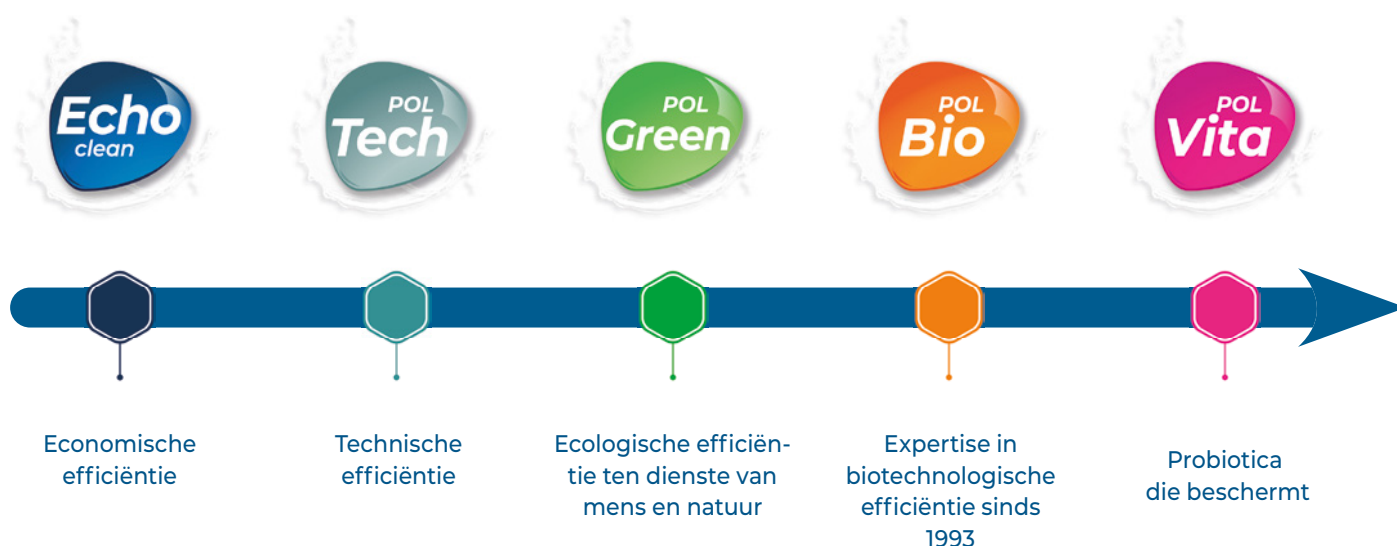 Echo
clean
POL
Tech
POL
Green
POL
Bio
POL
Vita
Economische
efficiëntie
Technische
efficiëntie
Ecologische efficiën-
tie ten dienste van
mens en natuur
Expertise in
biotechnologische
efficiëntie sinds
1993
Probiotica
die beschermt